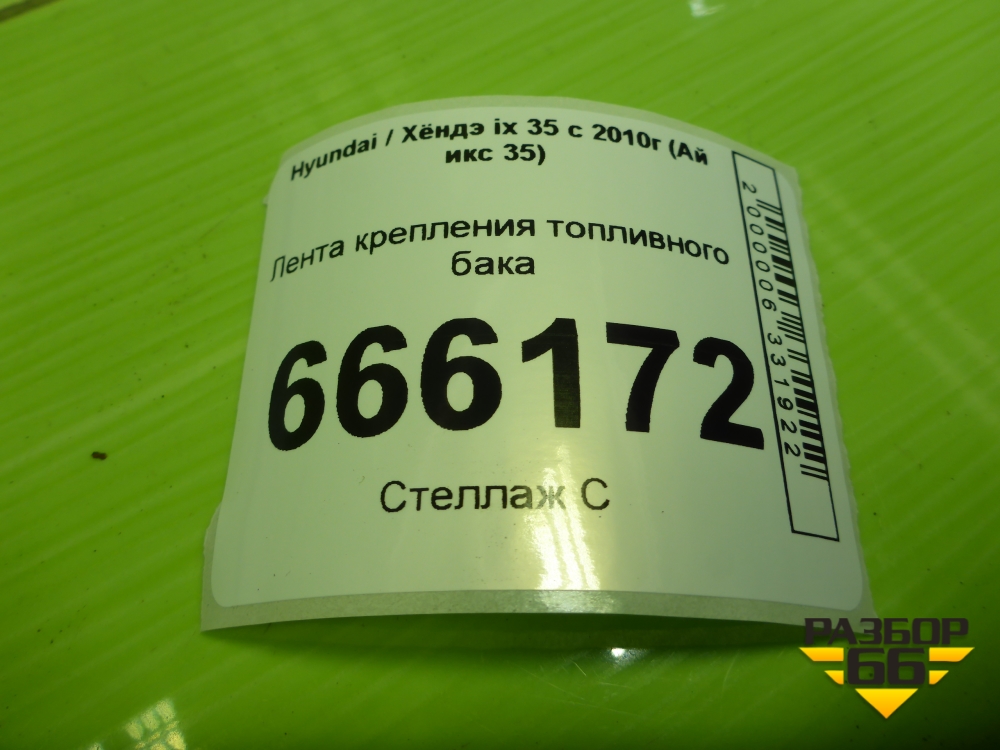 Hyundai / Хёндэ ix 35 с 2010г (Ай
икс 35)
Лента крепления топливного
бака
666172
Стеллаж С
2000006331922
РАЗБОР
66